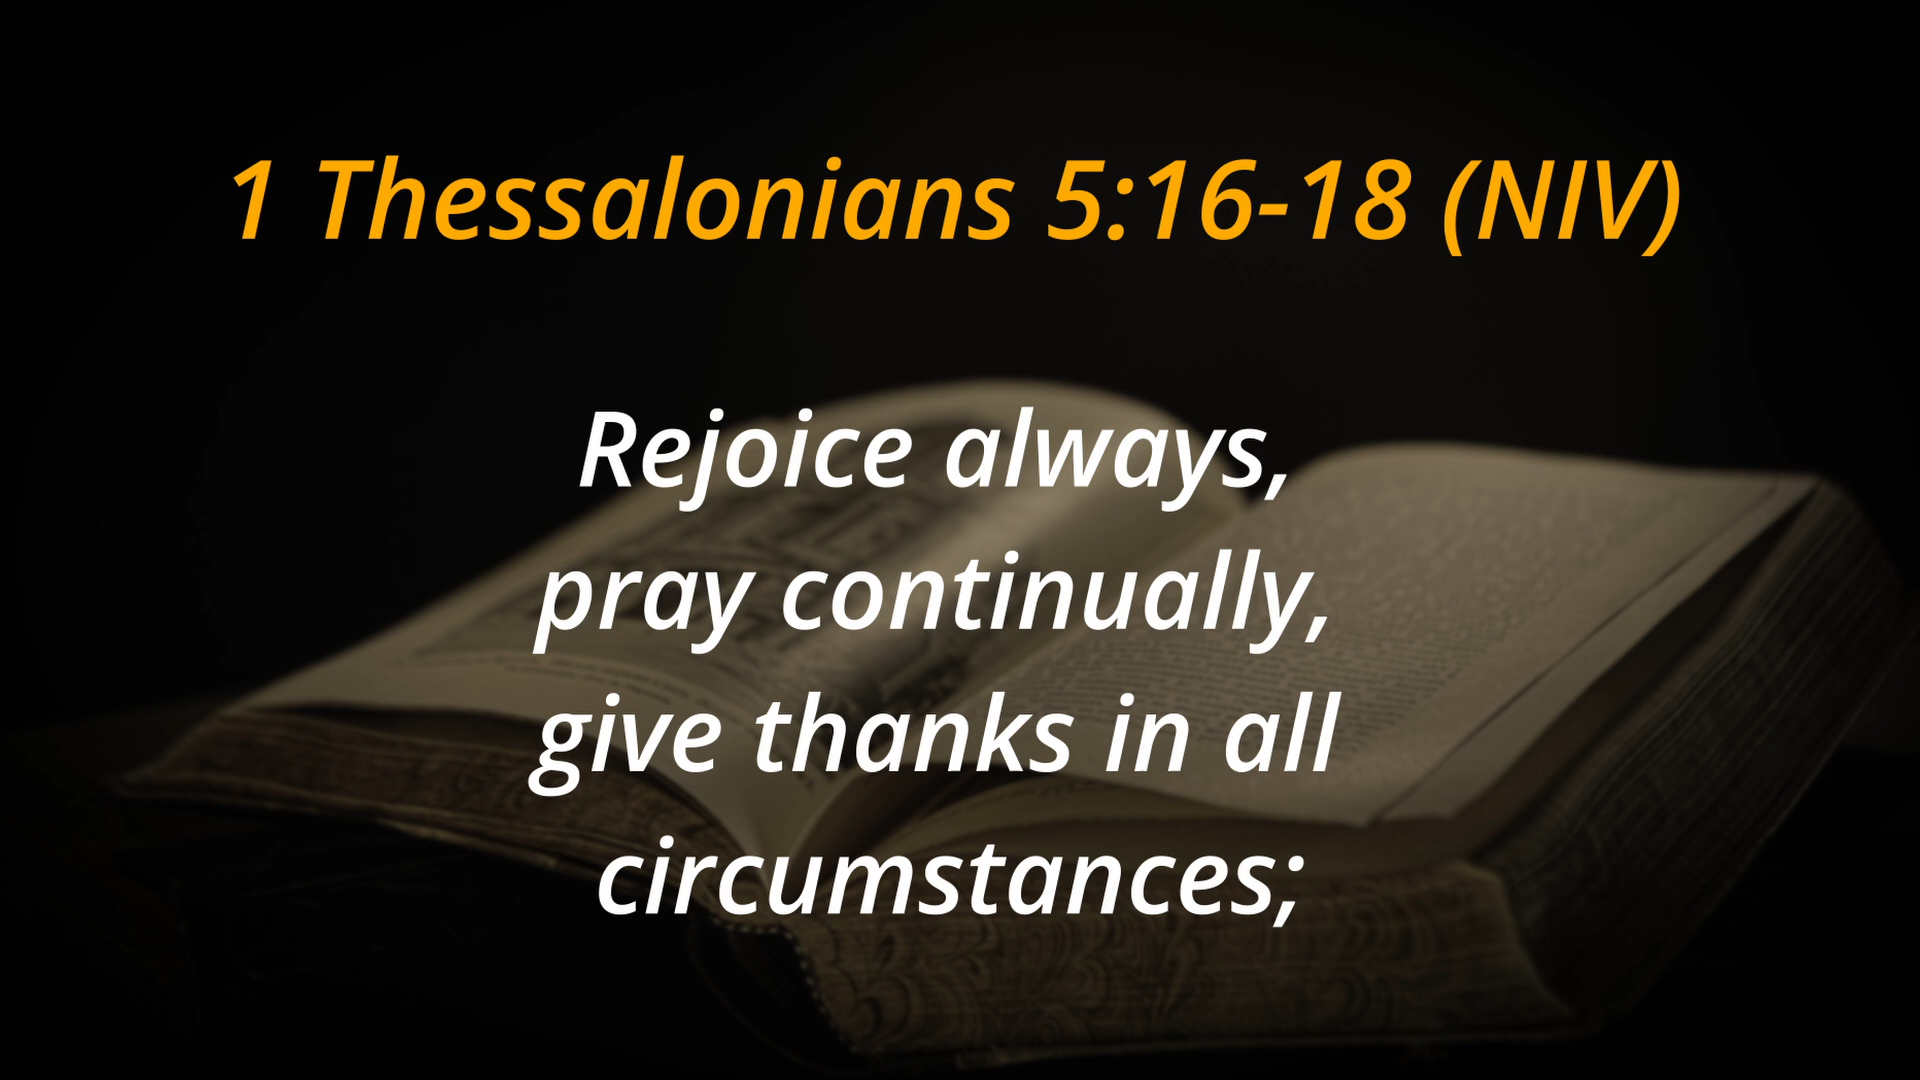 1 Thessalonians 5:16-18 (NIV)
Rejoice always,
pray continually,
give thanks in all
circumstances;